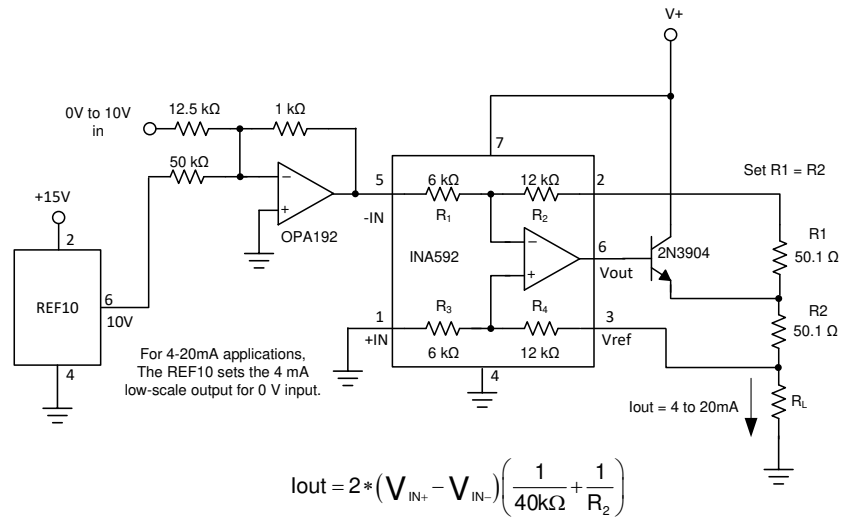 V+
12.5 kΩ
1 kΩ
0V to 10V
in
50 kΩ
7
+15V
5
6 kΩ
12 kΩ
2
Set R1 = R2
-IN
R₁
R₂
R1
50.1 Ω
OPA192
2
INA592
6
2N3904
Vout
REF10
6
10V
R2
50.1 Ω
1
R₃
R₄
3
+IN
6 kΩ
12 kΩ
Vref
4
4
For 4-20mA applications,
The REF10 sets the 4 mA
low-scale output for 0 V input.
Iout = 4 to 20mA
R_L
− + − +
Iout = 2*(V_IN+ − V_IN−)(1/40kΩ + 1/R₂)